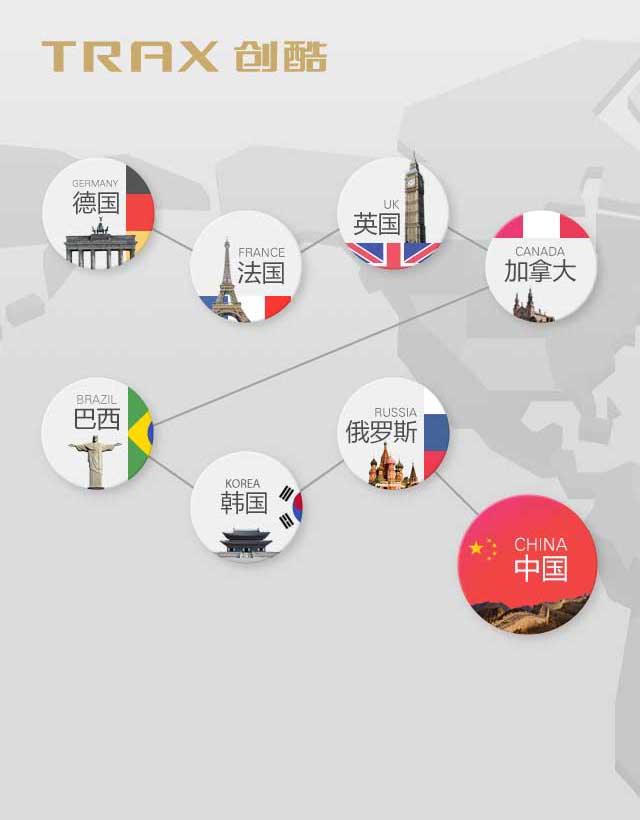 TRAX 创酷
GERMANY
德国
FRANCE
法国
UK
英国
CANADA
加拿大
BRAZIL
巴西
KOREA
韩国
RUSSIA
俄罗斯
CHINA
中国